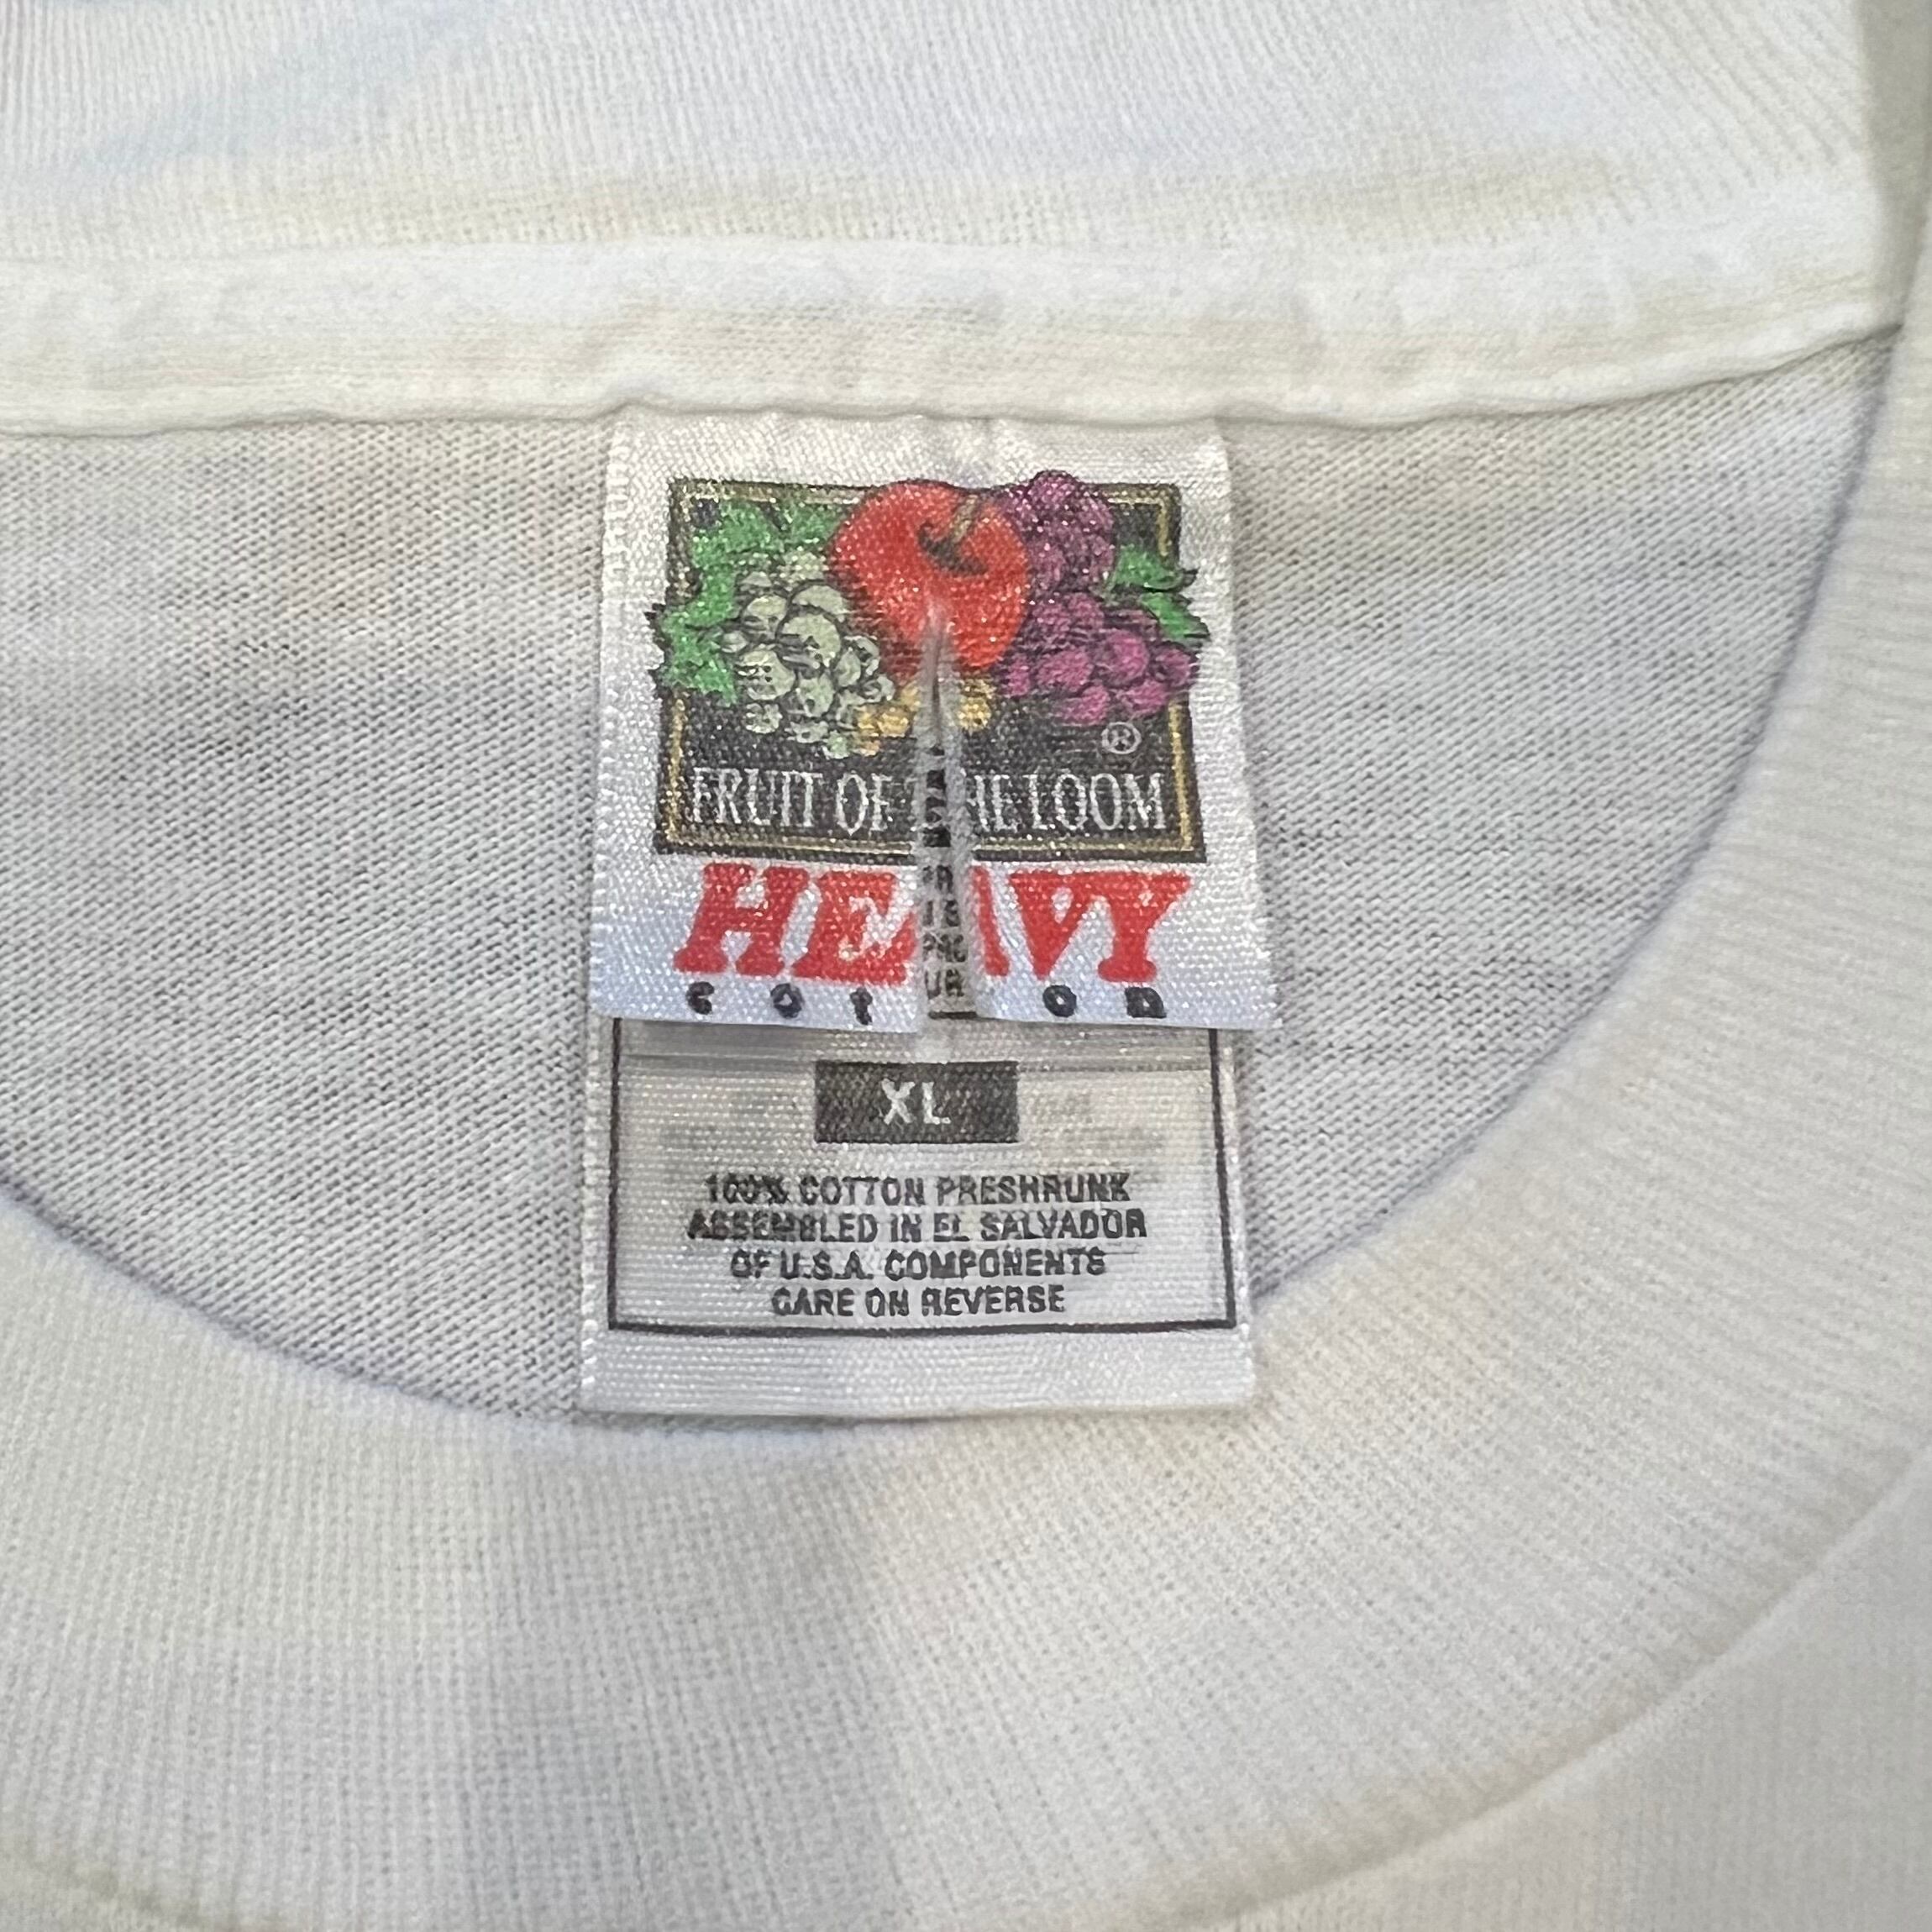 ®
FRUIT OF THE LOOM
HEAVY
cotton
XL
100% COTTON PRESHRUNK
ASSEMBLED IN EL SALVADOR
OF U.S.A. COMPONENTS
CARE ON REVERSE